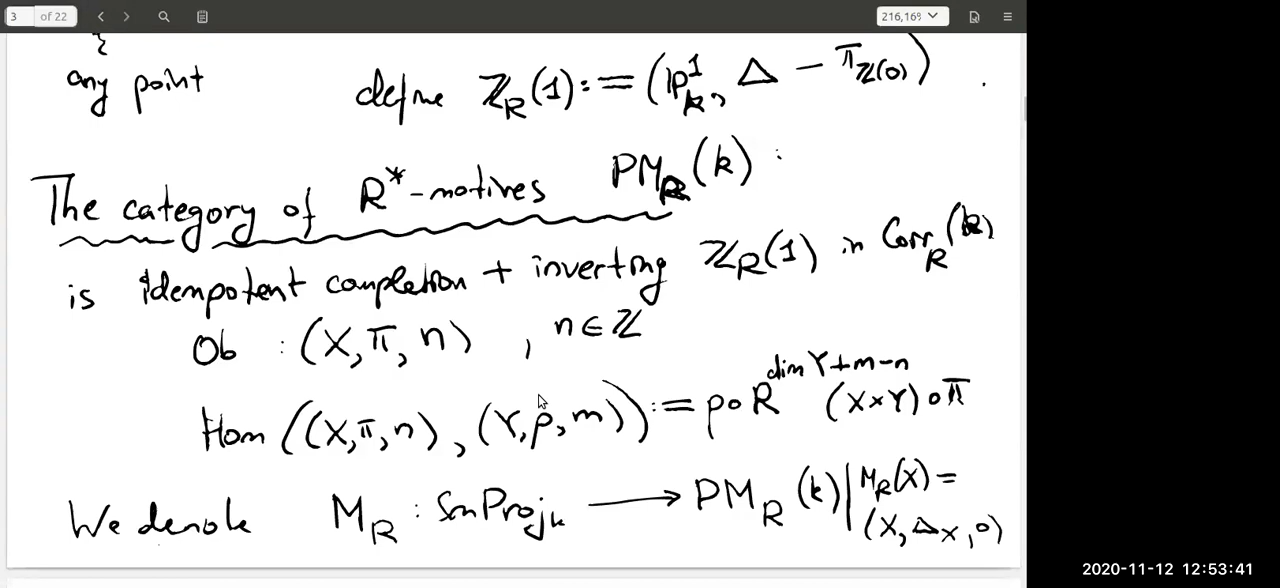 3 of 22 216,16%
any point define ℤ_R(1) := (ℙ^1_k, Δ − π_{ℤ(0)}) .
The category of R*-motives PM_R(k) :
is idempotent completion + inverting ℤ_R(1) in Corr_R(k)
Ob : (X, π, n) , n ∈ ℤ
Hom ((X, π, n), (Y, ρ, m)) := ρ∘R^{dim Y+m−n} (X×Y)∘π
We denote M_R : SmProj_k ⟶ PM_R(k) | M_R(X) =
(X, Δ_X, 0)
2020-11-12 12:53:41